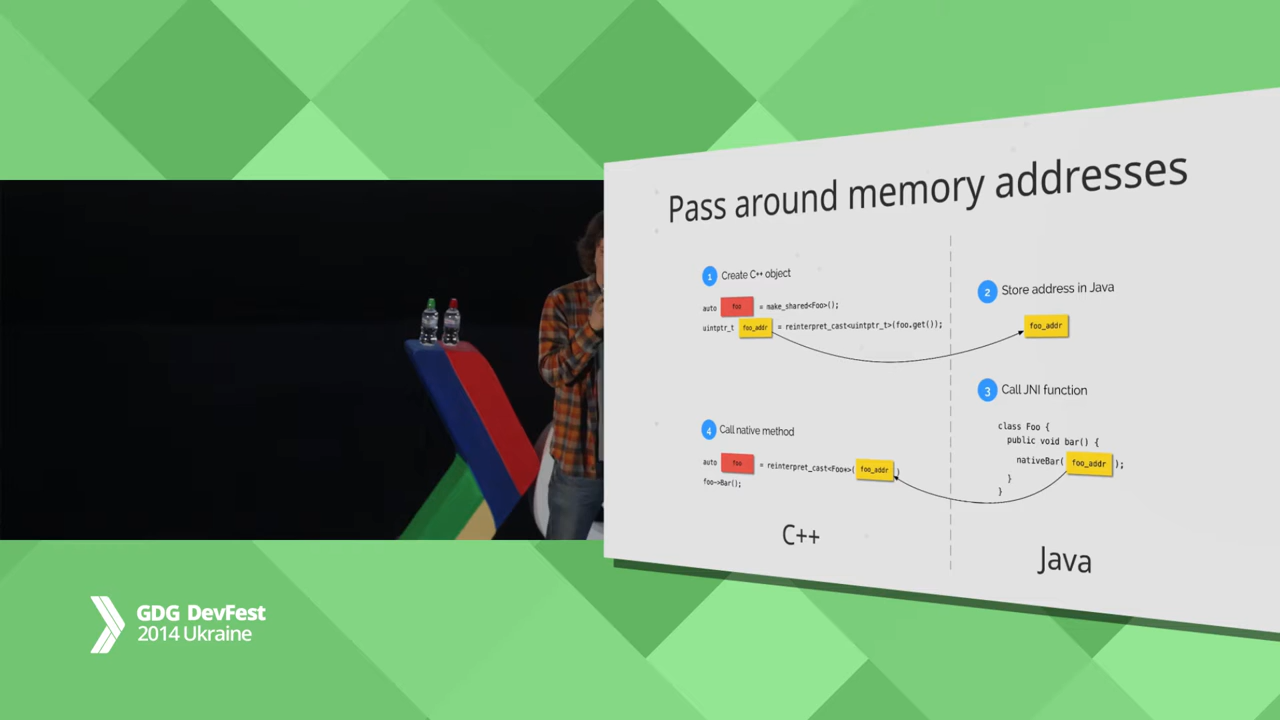 Pass around memory addresses
1 Create C++ object
auto foo = make_shared<Foo>();
uintptr_t foo_addr = reinterpret_cast<uintptr_t>(foo.get());
2 Store address in Java
foo_addr
3 Call JNI function
class Foo {
public void bar() {
nativeBar( foo_addr );
}
}
4 Call native method
auto foo = reinterpret_cast<Foo*>( foo_addr )
foo->Bar();
C++
Java
GDG DevFest
2014 Ukraine